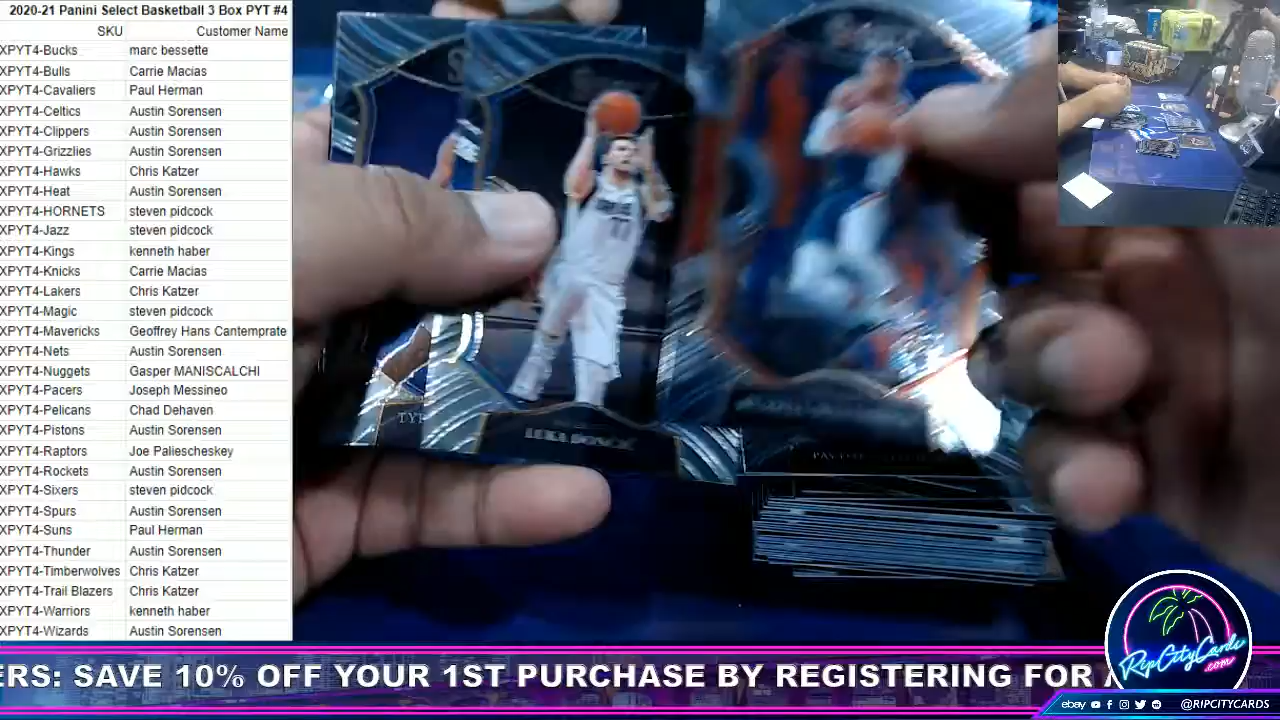 2020-21 Panini Select Basketball 3 Box PYT #4
SKU Customer Name
XPYT4-Bucks marc bessette
XPYT4-Bulls Carrie Macias
XPYT4-Cavaliers Paul Herman
XPYT4-Celtics Austin Sorensen
XPYT4-Clippers Austin Sorensen
XPYT4-Grizzlies Austin Sorensen
XPYT4-Hawks Chris Katzer
XPYT4-Heat Austin Sorensen
XPYT4-HORNETS steven pidcock
XPYT4-Jazz steven pidcock
XPYT4-Kings kenneth haber
XPYT4-Knicks Carrie Macias
XPYT4-Lakers Chris Katzer
XPYT4-Magic steven pidcock
XPYT4-Mavericks Geoffrey Hans Cantemprate
XPYT4-Nets Austin Sorensen
XPYT4-Nuggets Gasper MANISCALCHI
XPYT4-Pacers Joseph Messineo
XPYT4-Pelicans Chad Dehaven
XPYT4-Pistons Austin Sorensen
XPYT4-Raptors Joe Paliescheskey
XPYT4-Rockets Austin Sorensen
XPYT4-Sixers steven pidcock
XPYT4-Spurs Austin Sorensen
XPYT4-Suns Paul Herman
XPYT4-Thunder Austin Sorensen
XPYT4-Timberwolves Chris Katzer
XPYT4-Trail Blazers Chris Katzer
XPYT4-Warriors kenneth haber
XPYT4-Wizards Austin Sorensen
77
TY
RipCityCards
.com
ERS: SAVE 10% OFF YOUR 1ST PURCHASE BY REGISTERING FOR
ebay @RIPCITYCARDS